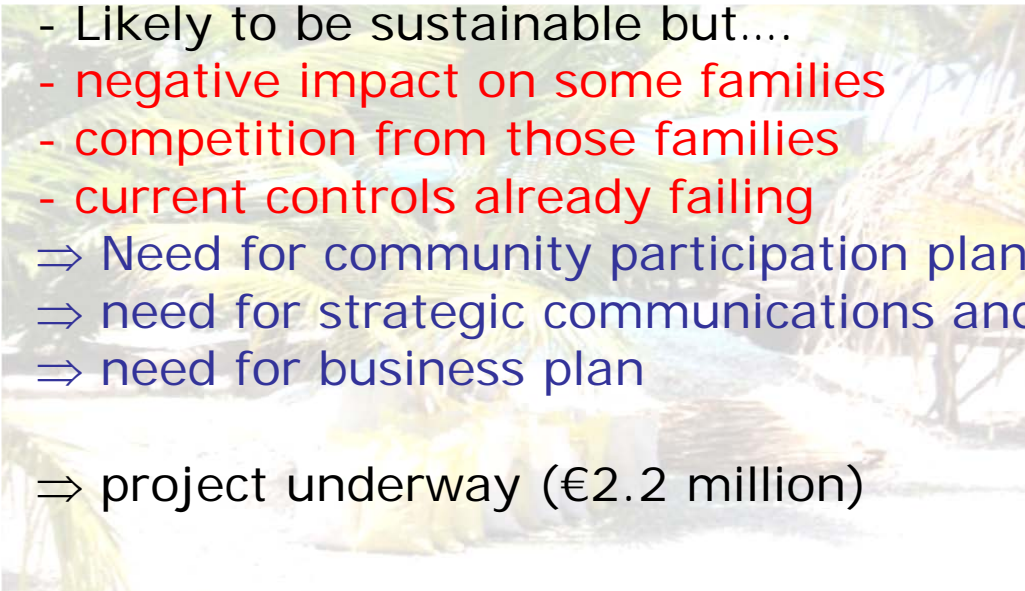 - Likely to be sustainable but....
- negative impact on some families
- competition from those families
- current controls already failing
⇒ Need for community participation plan
⇒ need for strategic communications and
⇒ need for business plan
⇒ project underway (€2.2 million)